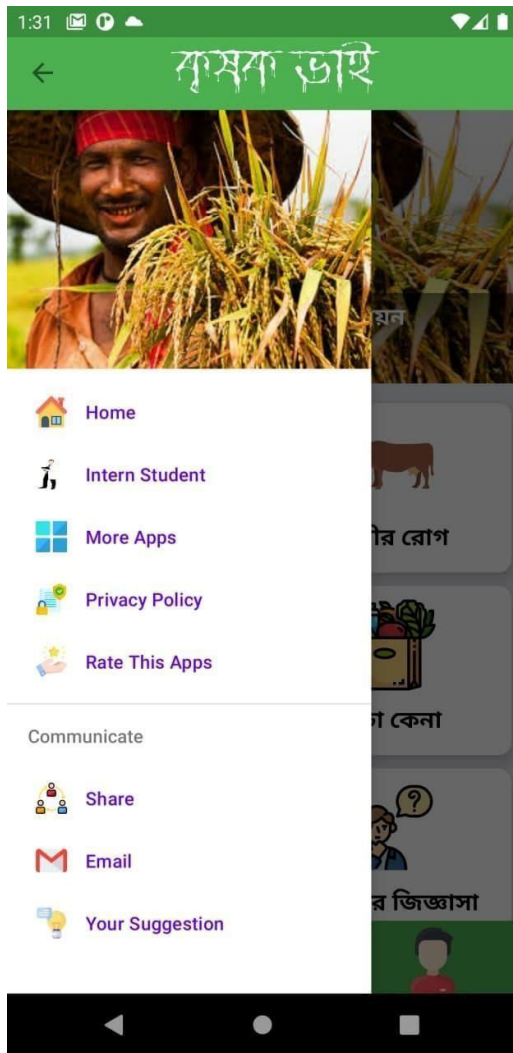 1:31
কৃষক ভাই
য়ন
Home
Intern Student
More Apps
Privacy Policy
Rate This Apps
Communicate
Share
Email
Your Suggestion
রোগ
কেনা
জিজ্ঞাসা